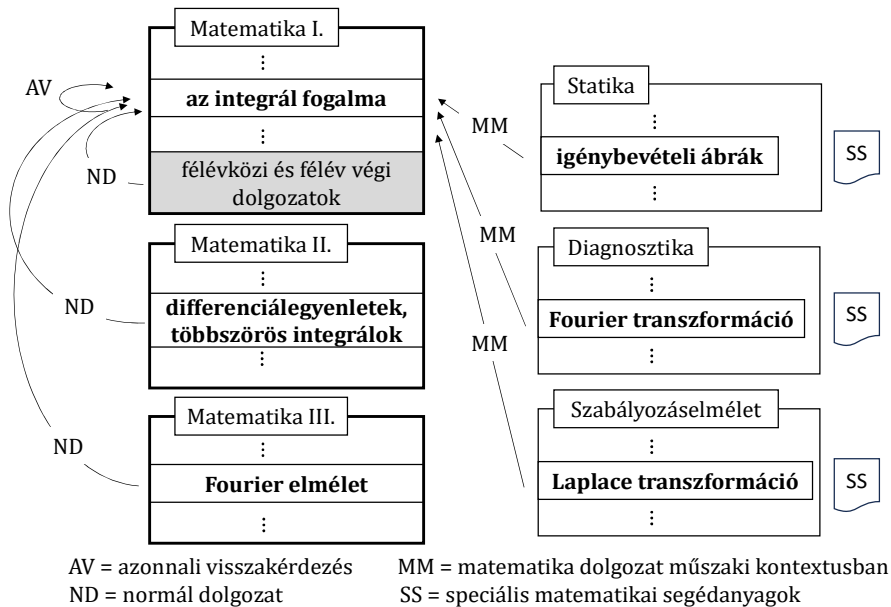 Matematika I.
⋮
AV
az integrál fogalma
⋮
ND
félévközi és félév végi
dolgozatok
Matematika II.
⋮
ND
differenciálegyenletek,
többszörös integrálok
⋮
Matematika III.
⋮
ND
Fourier elmélet
⋮
Statika
⋮
MM
igénybevételi ábrák
SS
⋮
Diagnosztika
⋮
MM
Fourier transzformáció
SS
⋮
Szabályozáselmélet
⋮
MM
Laplace transzformáció
SS
⋮
AV = azonnali visszakérdezés
MM = matematika dolgozat műszaki kontextusban
ND = normál dolgozat
SS = speciális matematikai segédanyagok